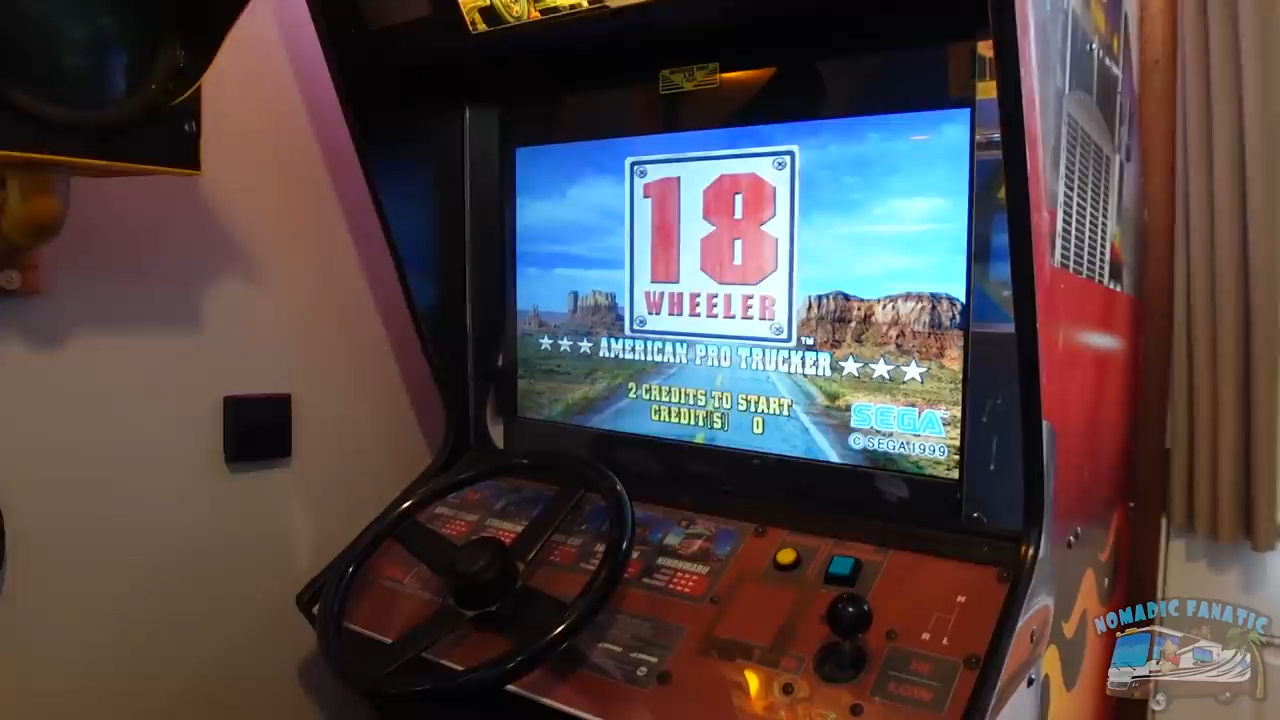 18
WHEELER
™
★★★ AMERICAN PRO TRUCKER ★★★
2 CREDITS TO START
CREDIT(S) 0
SEGA
© SEGA 1999
NIHONMARU
H
R L
HI
LOW
NOMADIC FANATIC